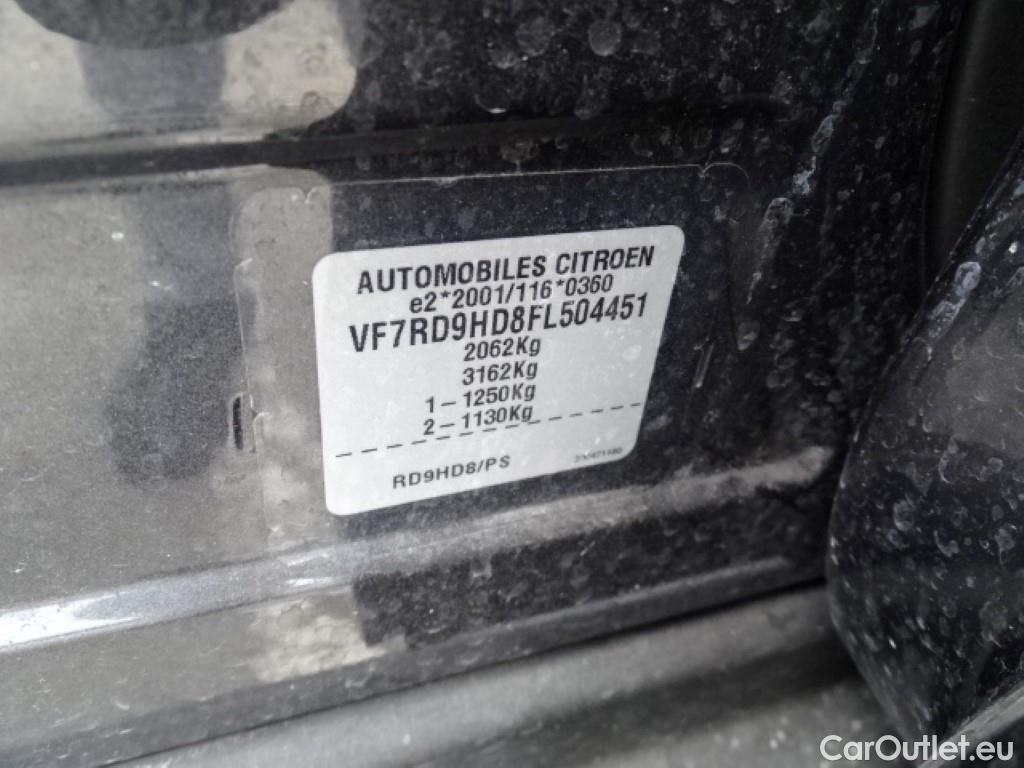 AUTOMOBILES CITROEN
e2*2001/116*0360
VF7RD9HD8FL504451
2062Kg
3162Kg
1-1250Kg
2-1130Kg
RD9HD8/PS
CarOutlet.eu